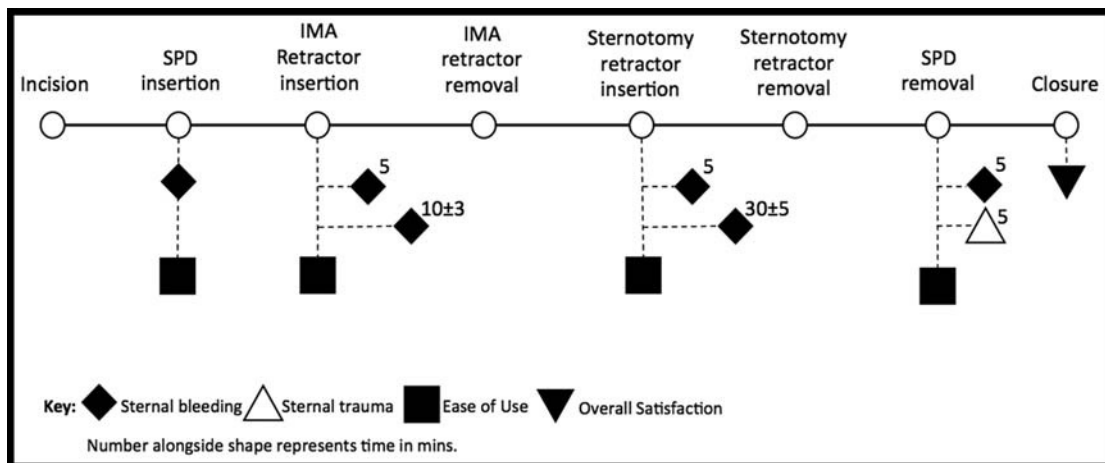 Incision
SPD
insertion
IMA
Retractor
insertion
IMA
retractor
removal
Sternotomy
retractor
insertion
Sternotomy
retractor
removal
SPD
removal
Closure
5
10±3
5
30±5
5
5
Key: Sternal bleeding Sternal trauma Ease of Use Overall Satisfaction
Number alongside shape represents time in mins.